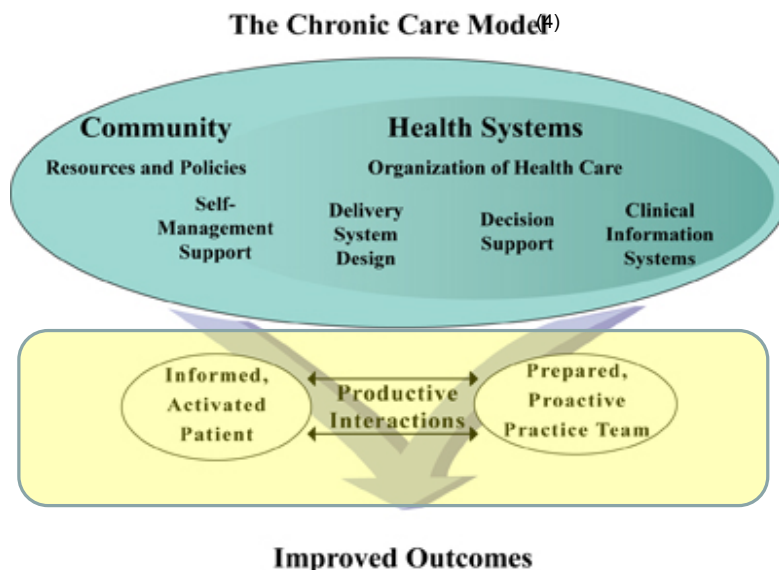 The Chronic Care Model(4)
Community
Health Systems
Resources and Policies
Organization of Health Care
Self-
Management
Support
Delivery
System
Design
Decision
Support
Clinical
Information
Systems
Informed,
Activated
Patient
Productive
Interactions
Prepared,
Proactive
Practice Team
Improved Outcomes